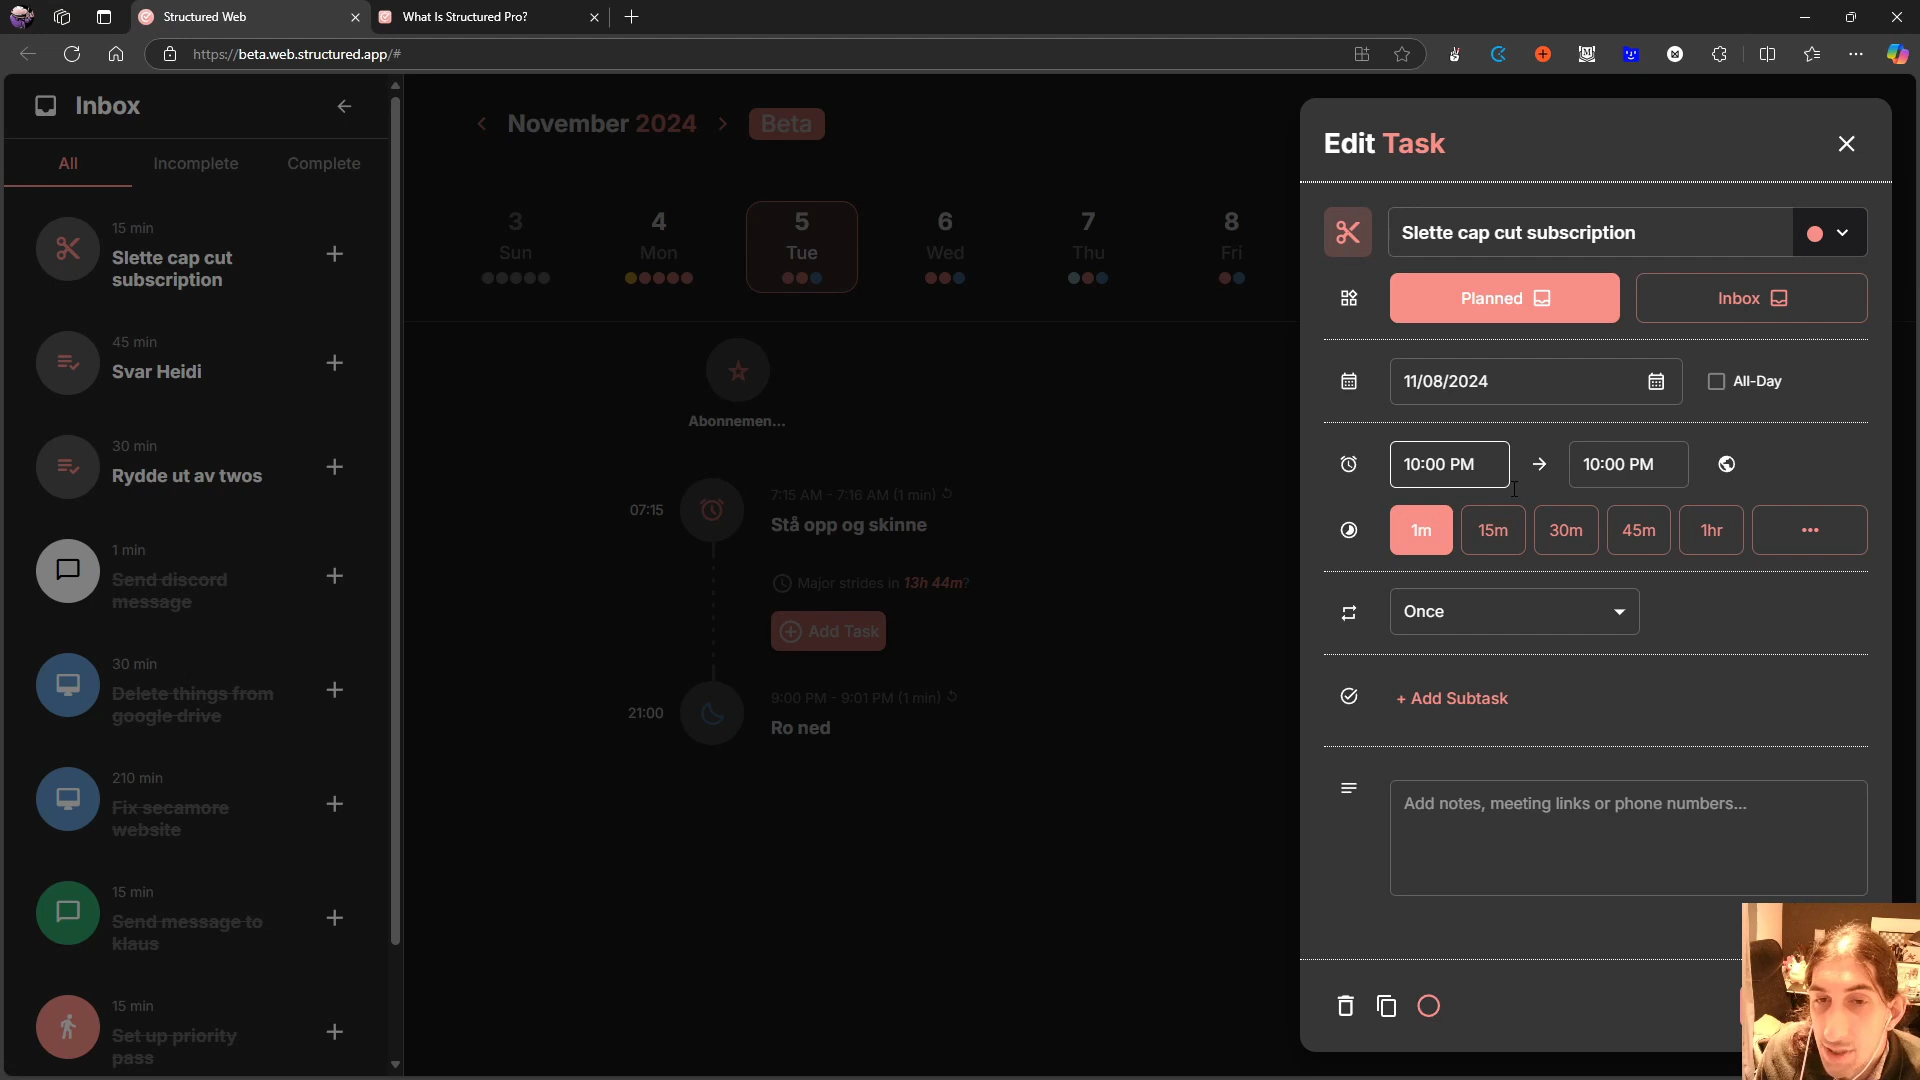 Structured Web
What Is Structured Pro?
https://beta.web.structured.app/#
Inbox
All
Incomplete
Complete
15 min
Slette cap cut
subscription
45 min
Svar Heidi
30 min
Rydde ut av twos
1 min
Send discord
message
30 min
Delete things from
google drive
210 min
Fix secamore
website
15 min
Send message to
klaus
15 min
Set up priority
pass
November 2024
Beta
3
Sun
4
Mon
5
Tue
6
Wed
7
Thu
8
Fri
Abonnemen...
07:15
7:15 AM - 7:16 AM (1 min)
Stå opp og skinne
Major strides in 13h 44m?
Add Task
21:00
9:00 PM - 9:01 PM (1 min)
Ro ned
Edit Task
Slette cap cut subscription
Planned
Inbox
11/08/2024
All-Day
10:00 PM
10:00 PM
1m
15m
30m
45m
1hr
Once
+ Add Subtask
Add notes, meeting links or phone numbers...